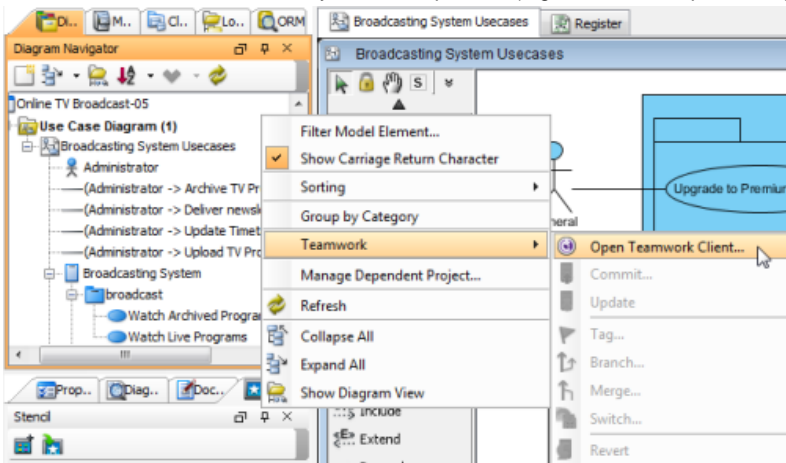 Di.. M.. Cl.. Lo.. ORM
Broadcasting System Usecases Register
Diagram Navigator
Broadcasting System Usecases
S
Online TV Broadcast-05
Use Case Diagram (1)
Broadcasting System Usecases
Administrator
(Administrator -> Archive TV Pr
(Administrator -> Deliver newsl
(Administrator -> Update Timet
(Administrator -> Upload TV Pro
Broadcasting System
broadcast
Watch Archived Progra
Watch Live Programs
Filter Model Element...
Show Carriage Return Character
Sorting
Group by Category
Teamwork
Manage Dependent Project...
Refresh
Collapse All
Expand All
Show Diagram View
neral
Upgrade to Premiur
Open Teamwork Client...
Commit...
Update
Tag...
Branch...
Merge...
Switch...
Revert
Prop.. Diag.. Doc..
Stencil
Include
Extend